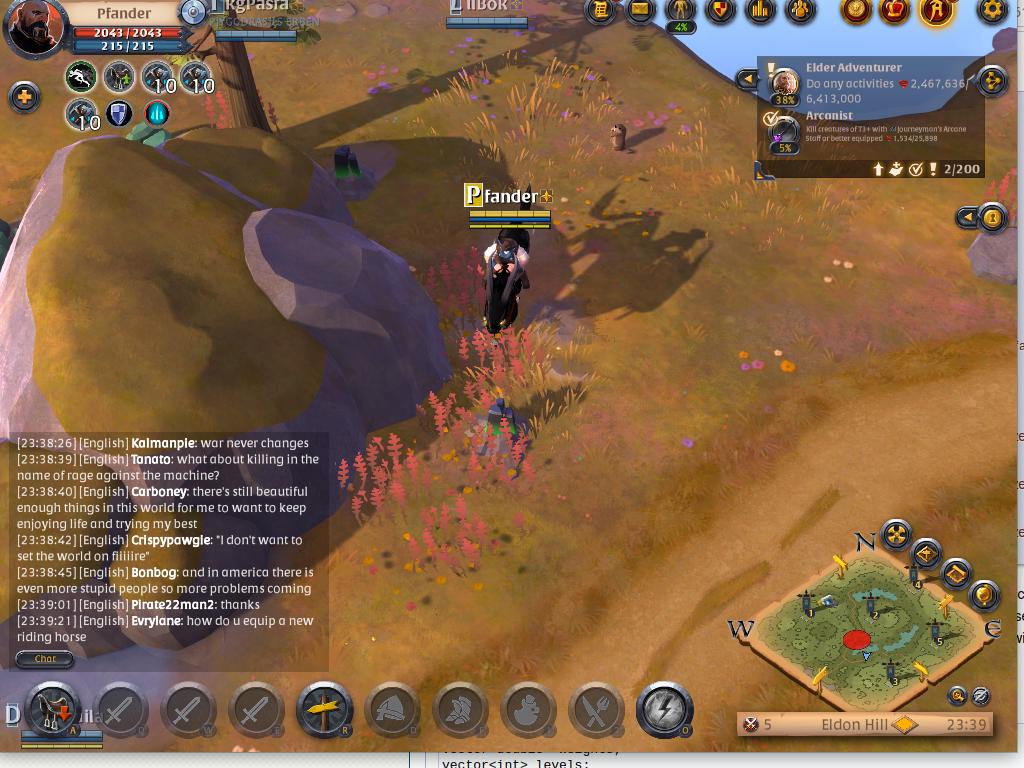 Pfander
2043 / 2043
215 / 215
10
10
10
4%
Elder Adventurer
Do any activities 2,467,636/
6,413,000
38%
Arconist
Kill creatures of T3+ with Journeyman's Arcane
Staff or better equipped 1,534/25,898
5%
2/200
Pfander
[23:38:26] [English] Kalmanple: war never changes
[23:38:39] [English] Tanato: what about killing in the
name of rage against the machine?
[23:38:40] [English] Carboney: there's still beautiful
enough things in this world for me to want to keep
enjoying life and trying my best
[23:38:42] [English] Crispypawgie: "I don't want to
set the world on fiiiiire"
[23:38:45] [English] Bonbog: and in america there is
even more stupid people so more problems coming
[23:39:01] [English] Pirate22man2: thanks
[23:39:21] [English] Evrylane: how do u equip a new
riding horse
Chat
N
W
E
1
2
3
4
5
A
Q
W
E
R
D
F
O
5
Eldon Hill
23:39
vector<int> levels;